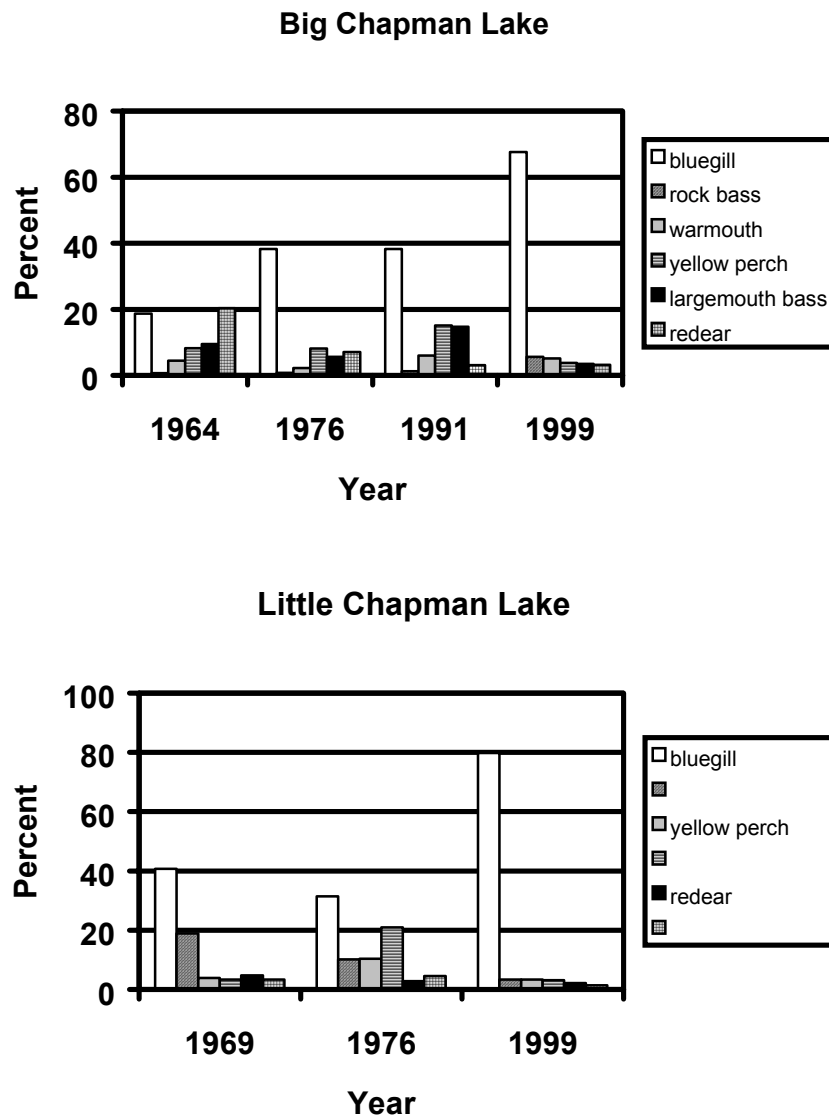 Big Chapman Lake
80
60
40
20
0
Percent
1964 1976 1991 1999
Year
bluegill
rock bass
warmouth
yellow perch
largemouth bass
redear
Little Chapman Lake
100
80
60
40
20
0
Percent
1969 1976 1999
Year
bluegill
yellow perch
redear